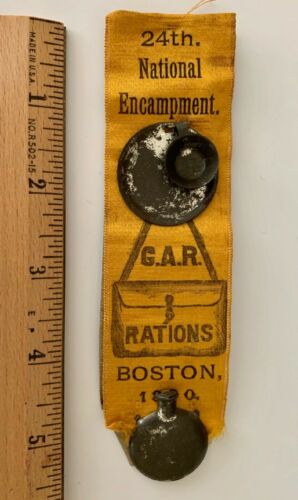 24th.
National
Encampment.
G.A.R.
RATIONS
BOSTON,
MADE IN U.S.A.
NO. R502-15
1
2
3
4
5